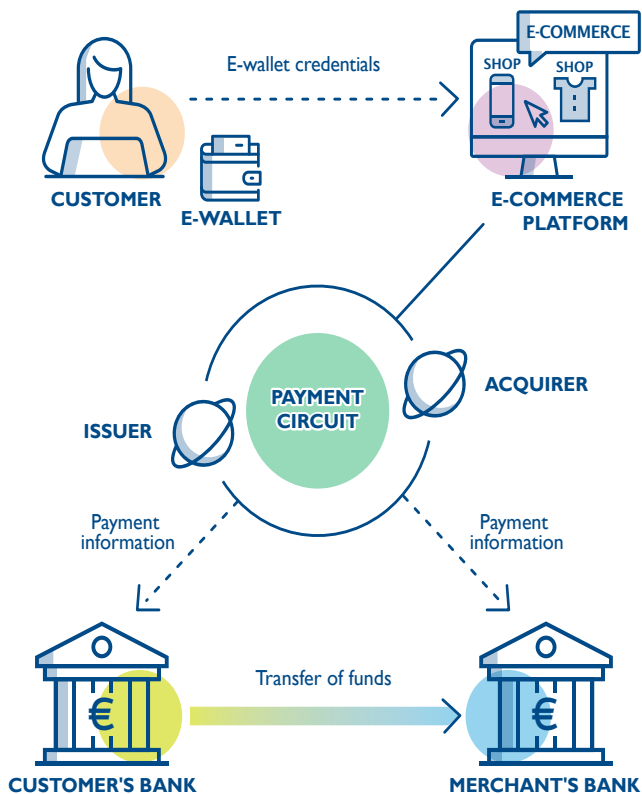 E-COMMERCE
SHOP
SHOP
E-wallet credentials
CUSTOMER
E-WALLET
E-COMMERCE
PLATFORM
PAYMENT
CIRCUIT
ACQUIRER
ISSUER
Payment
information
Payment
information
€
Transfer of funds
€
CUSTOMER'S BANK
MERCHANT'S BANK